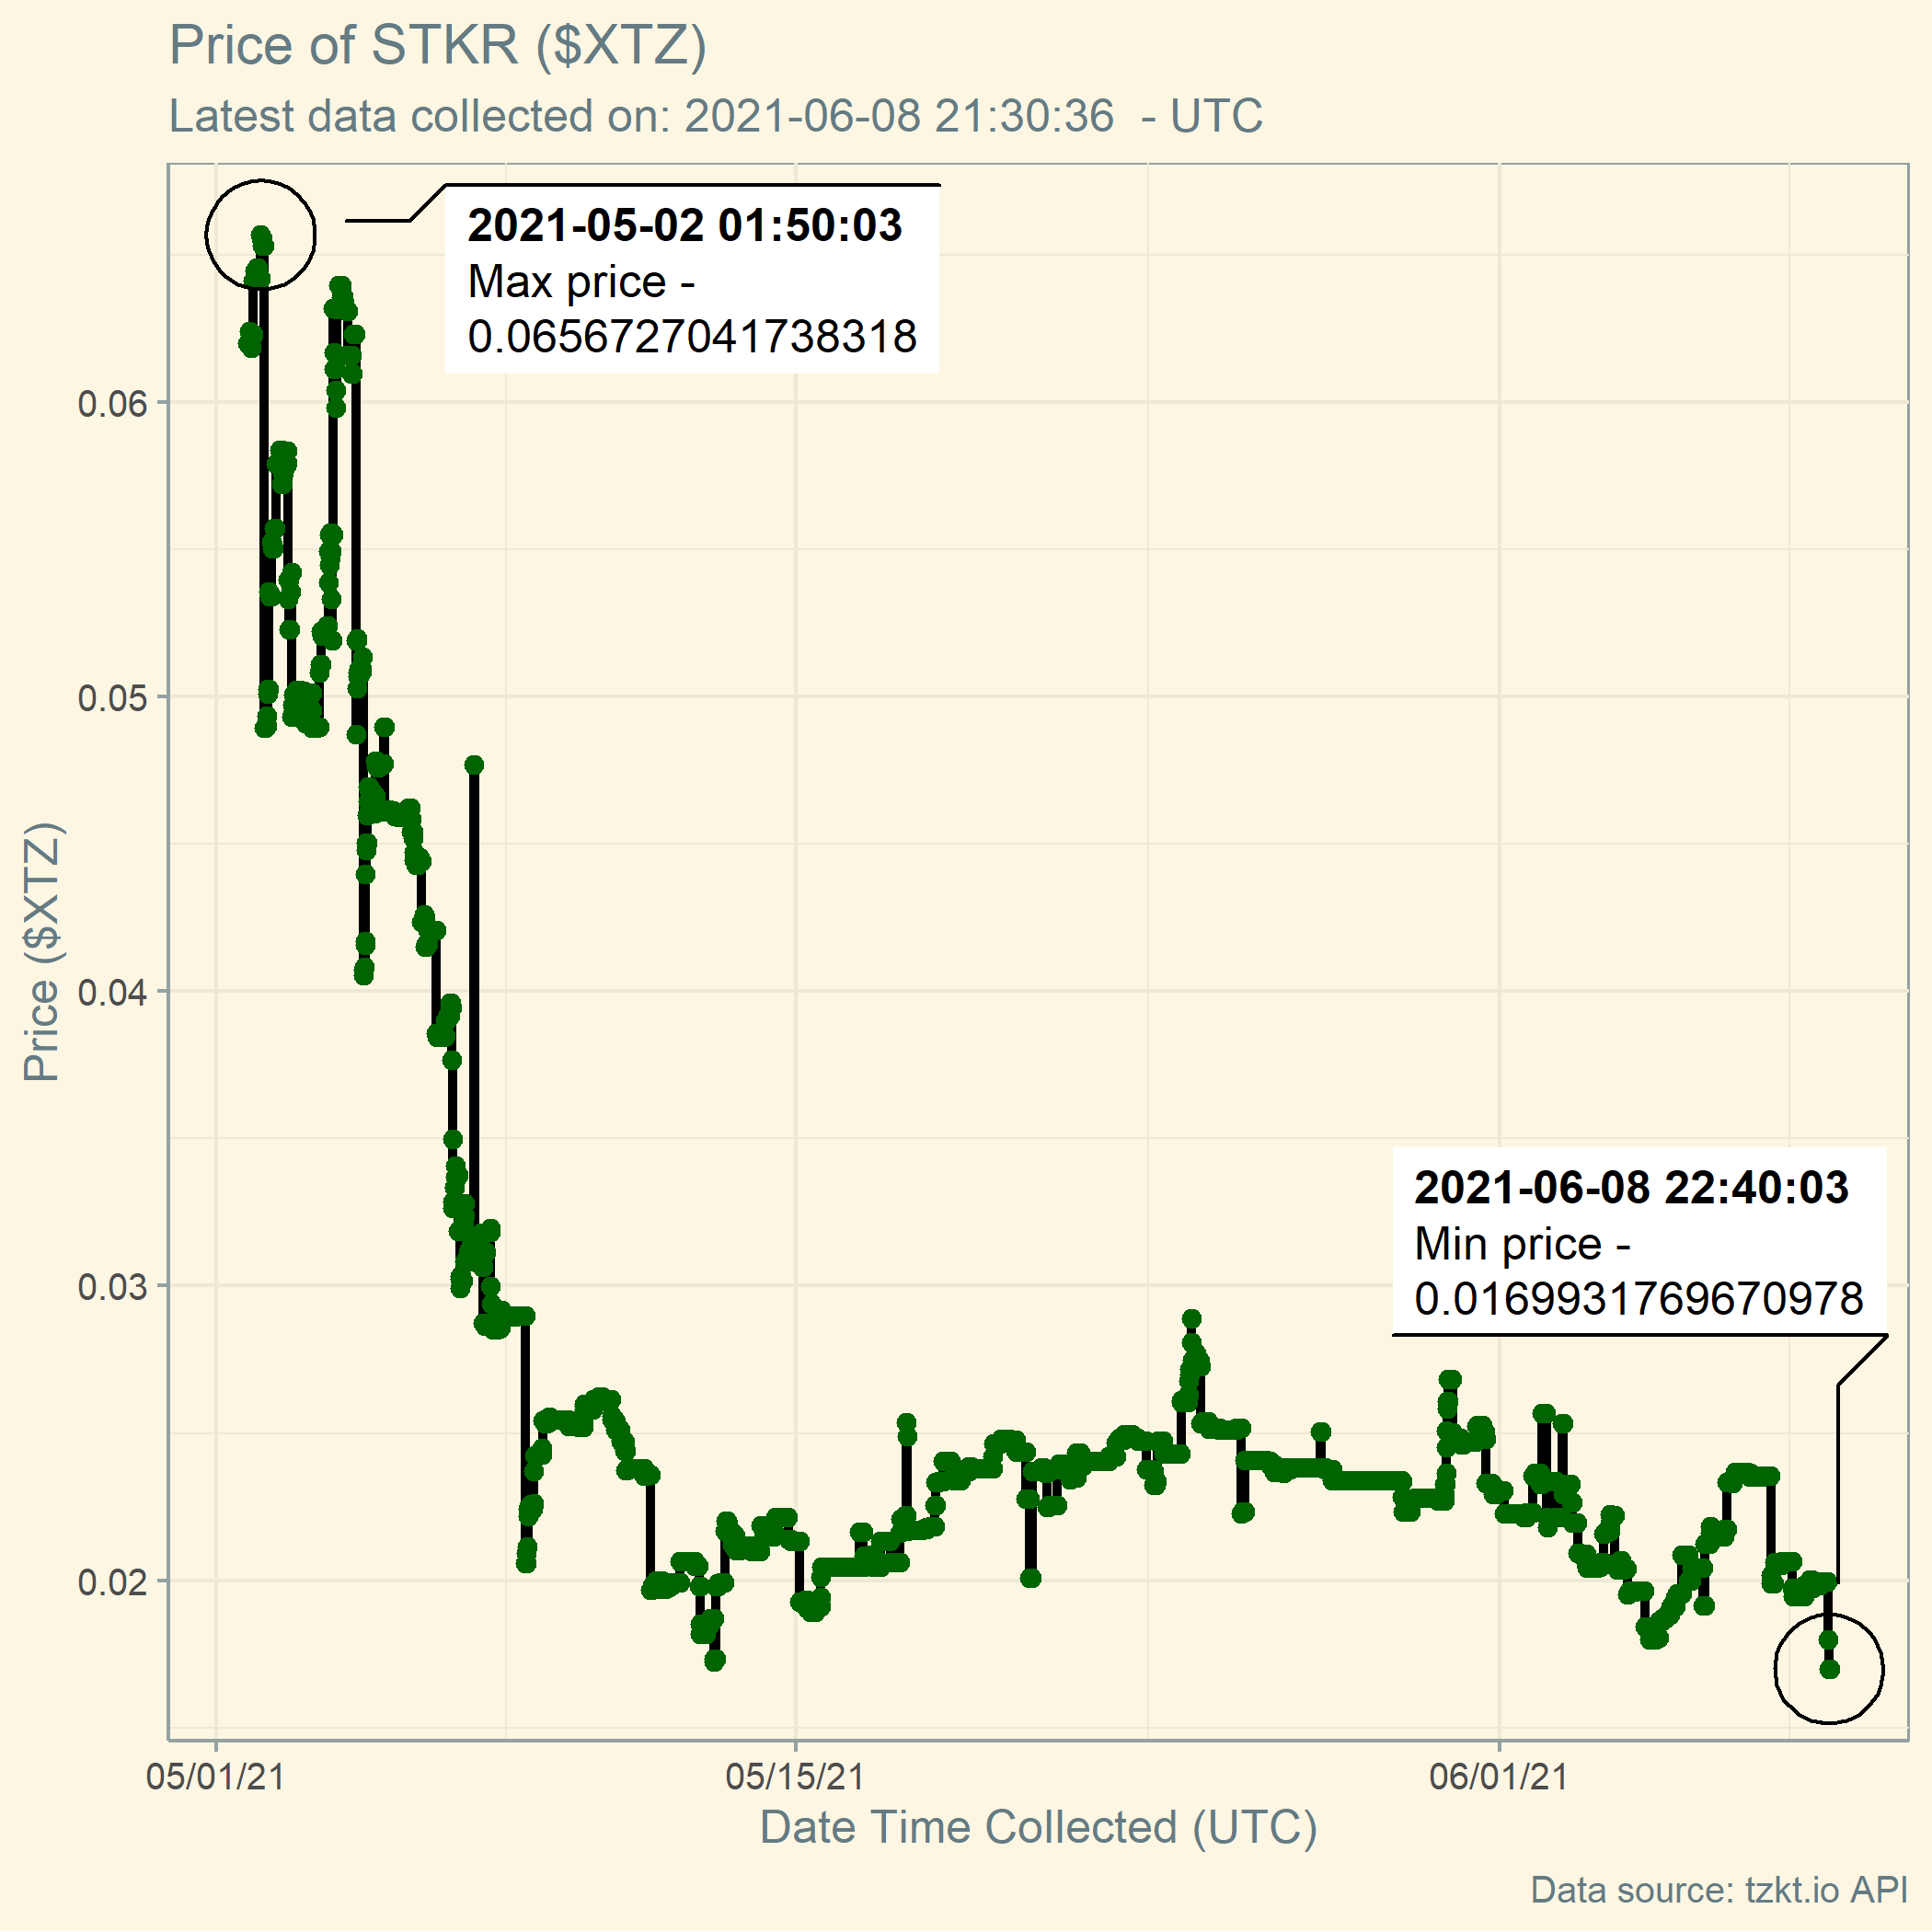 Price of STKR ($XTZ)
Latest data collected on: 2021-06-08 21:30:36  - UTC
2021-05-02 01:50:03
Max price -
0.0656727041738318
0.06
0.05
0.04
0.03
0.02
Price ($XTZ)
2021-06-08 22:40:03
Min price -
0.01699931769670978
05/01/21
05/15/21
06/01/21
Date Time Collected (UTC)
Data source: tzkt.io API